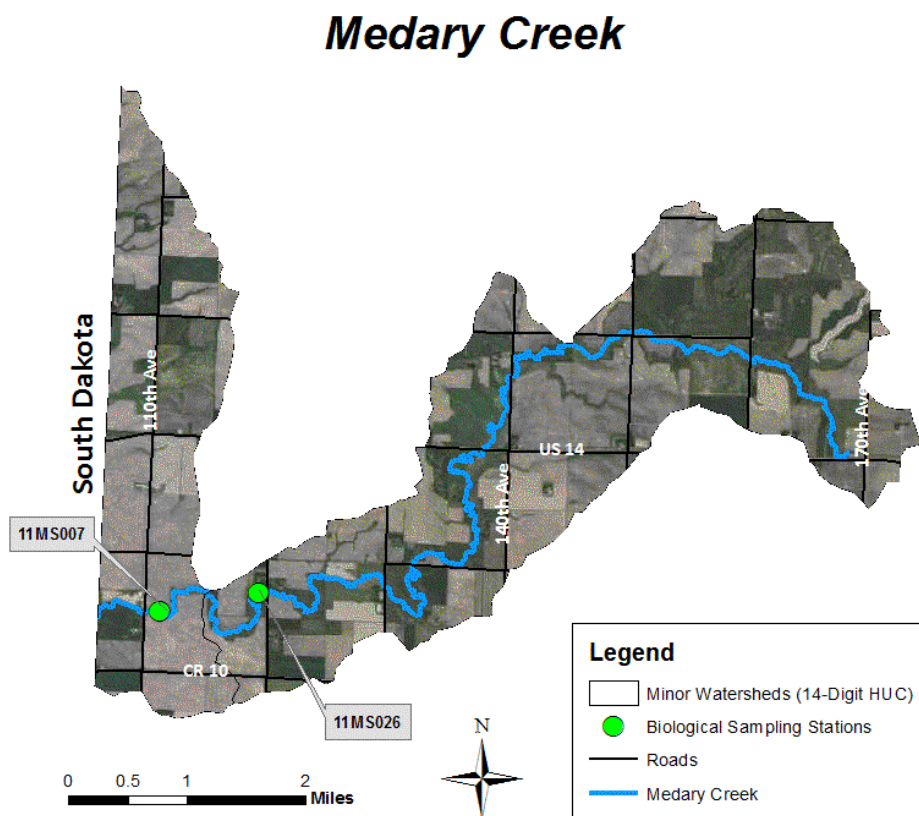 Medary Creek
South Dakota
110th Ave
US 14
140th Ave
170th Ave
11MS007
CR 10
11MS026
N
0 0.5 1 2
Miles
Legend
Minor Watersheds (14-Digit HUC)
Biological Sampling Stations
Roads
Medary Creek